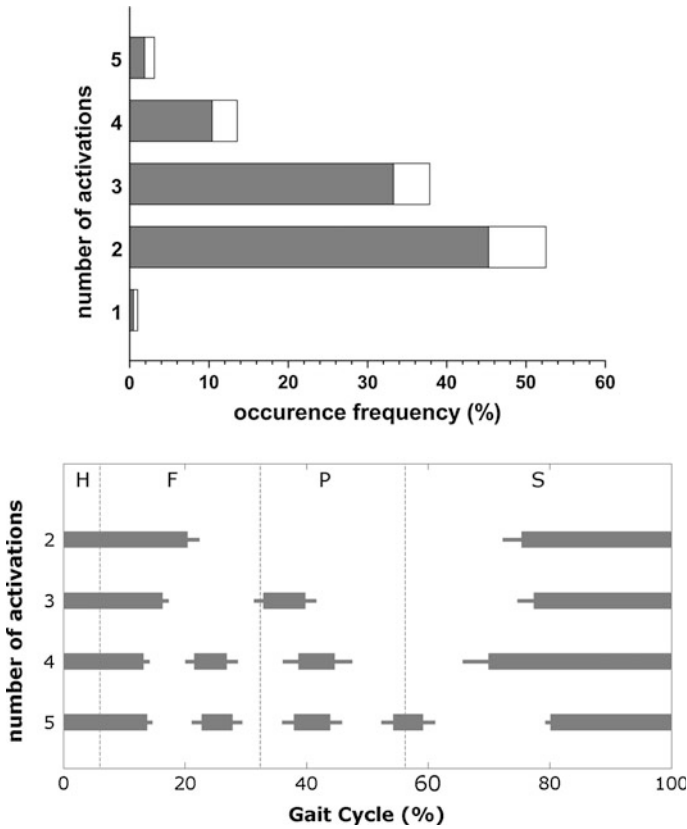 number of activations
5
4
3
2
1
0 10 20 30 40 50 60
occurence frequency (%)
number of activations
H F P S
2
3
4
5
0 20 40 60 80 100
Gait Cycle (%)